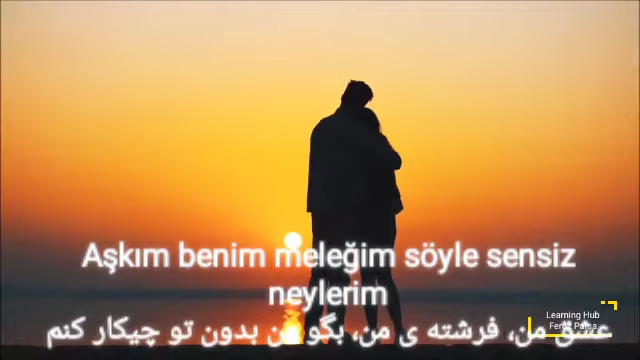 Aşkım benim meleğim söyle sensiz
neylerim
عشق من، فرشته ی من، بگو من بدون تو چیکار کنم
Learning Hub
Feroz Parsa